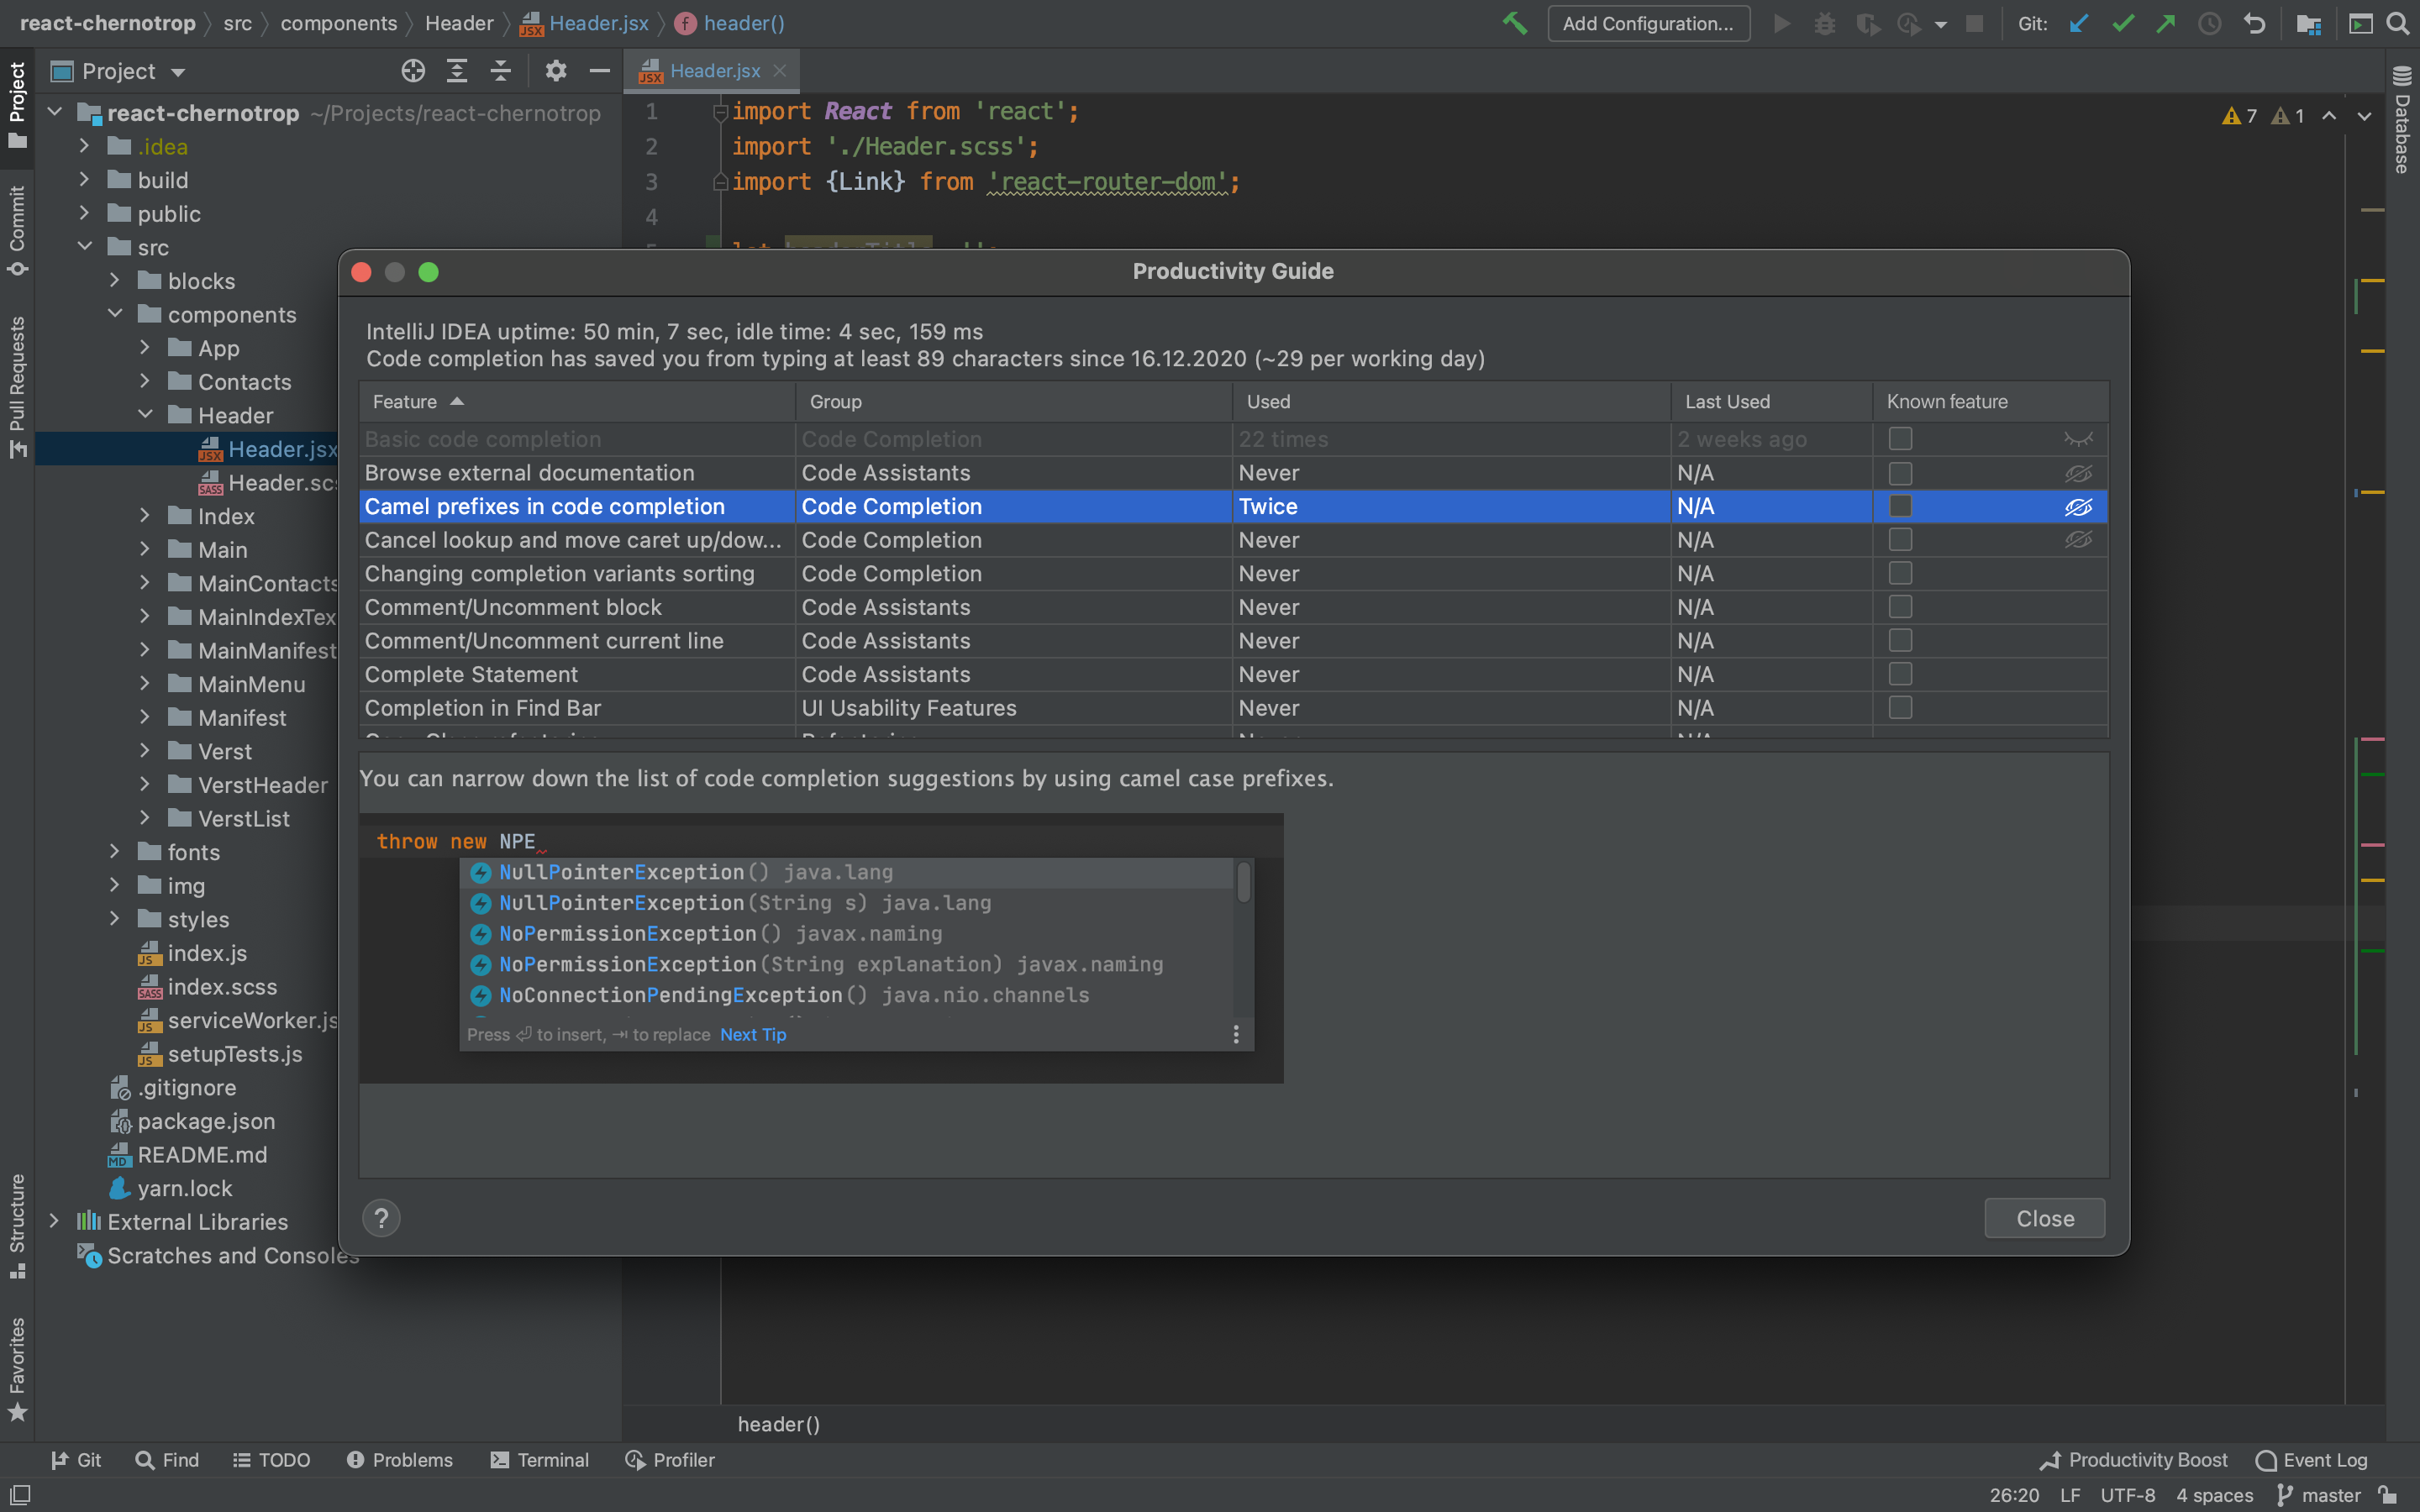 react-chernotrop src components Header Header.jsx header()
Add Configuration... Git:
Project
Commit
Pull Requests
Structure
Favorites
Database
Project
react-chernotrop ~/Projects/react-chernotrop
.idea
build
public
src
blocks
components
App
Contacts
Header
Header.jsx
Index
Main
MainContacts
MainIndexTex
MainManifest
MainMenu
Manifest
Verst
VerstHeader
VerstList
fonts
img
styles
index.js
index.scss
serviceWorker.js
setupTests.js
.gitignore
package.json
README.md
yarn.lock
External Libraries
Scratches and Consoles
Header.jsx
1 import React from 'react';
2 import './Header.scss';
3 import {Link} from 'react-router-dom';
4
7 1
Productivity Guide
IntelliJ IDEA uptime: 50 min, 7 sec, idle time: 4 sec, 159 ms
Code completion has saved you from typing at least 89 characters since 16.12.2020 (~29 per working day)
Feature Group Used Last Used Known feature
Basic code completion Code Completion 22 times 2 weeks ago
Browse external documentation Code Assistants Never N/A
Camel prefixes in code completion Code Completion Twice N/A
Cancel lookup and move caret up/dow... Code Completion Never N/A
Changing completion variants sorting Code Completion Never N/A
Comment/Uncomment block Code Assistants Never N/A
Comment/Uncomment current line Code Assistants Never N/A
Complete Statement Code Assistants Never N/A
Completion in Find Bar UI Usability Features Never N/A
You can narrow down the list of code completion suggestions by using camel case prefixes.
throw new NPE
NullPointerException() java.lang
NullPointerException(String s) java.lang
NoPermissionException() javax.naming
NoPermissionException(String explanation) javax.naming
NoConnectionPendingException() java.nio.channels
Press ⏎ to insert, ⇥ to replace Next Tip
?
Close
header()
Git Find TODO Problems Terminal Profiler Productivity Boost Event Log
26:20 LF UTF-8 4 spaces master